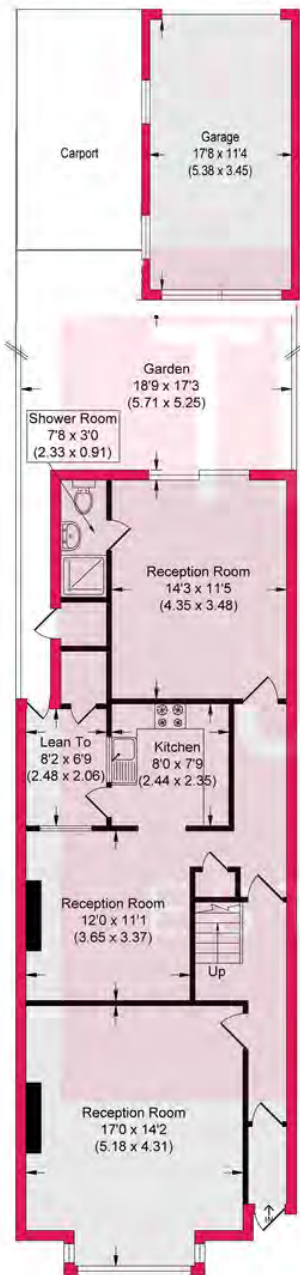 Carport
Garage
17'8 x 11'4
(5.38 x 3.45)
Garden
18'9 x 17'3
(5.71 x 5.25)
Shower Room
7'8 x 3'0
(2.33 x 0.91)
Reception Room
14'3 x 11'5
(4.35 x 3.48)
Lean To
8'2 x 6'9
(2.48 x 2.06)
Kitchen
8'0 x 7'9
(2.44 x 2.35)
Reception Room
12'0 x 11'1
(3.65 x 3.37)
Up
Reception Room
17'0 x 14'2
(5.18 x 4.31)
IN